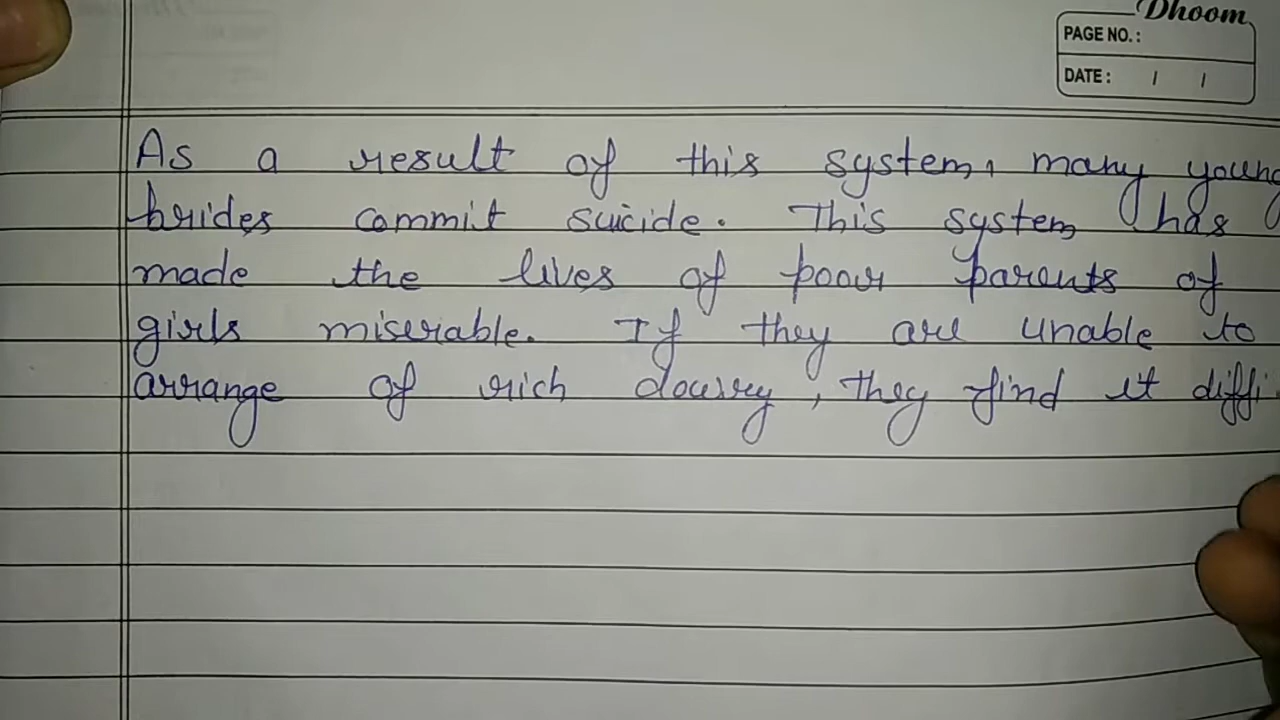 Dhoom
PAGE NO. :
DATE : / /
As a result of this system, many young
brides commit suicide. This system has
made the lives of poor parents of
girls miserable. If they are unable to
arrange of rich dowry, they find it diffi